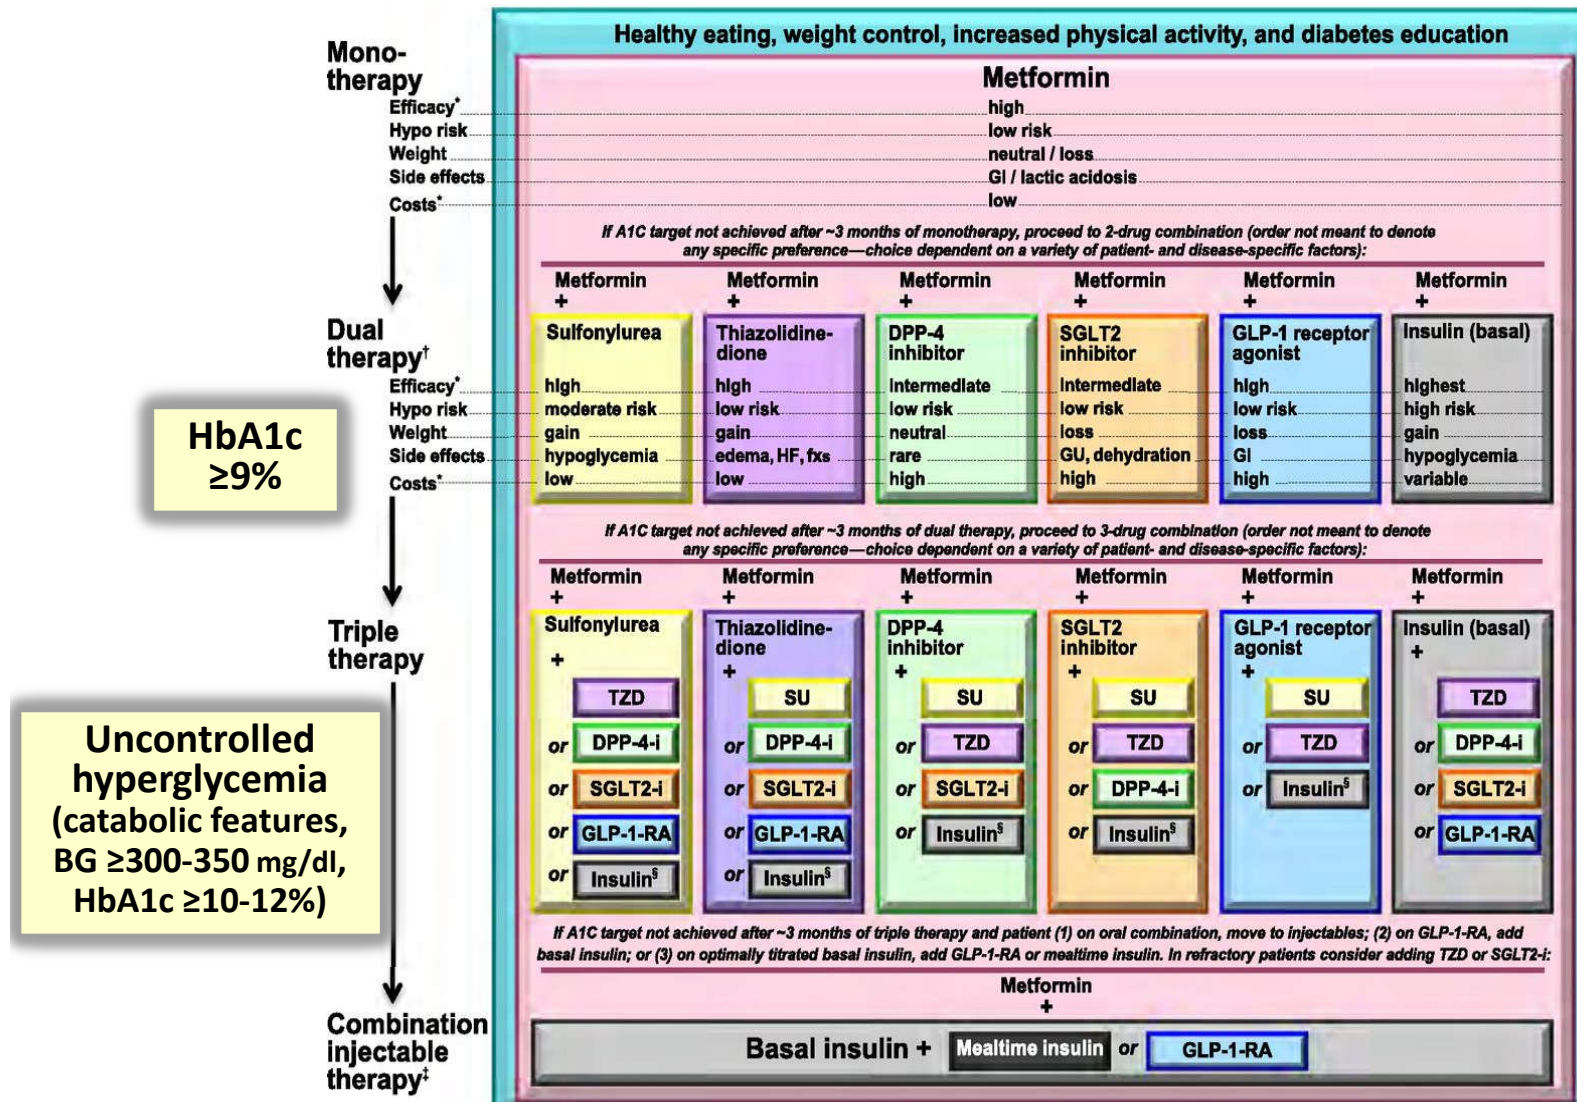 Healthy eating, weight control, increased physical activity, and diabetes education
Mono-
therapy
Metformin
Efficacy* high
Hypo risk low risk
Weight neutral / loss
Side effects GI / lactic acidosis
Costs* low
If A1C target not achieved after ~3 months of monotherapy, proceed to 2-drug combination (order not meant to denote
any specific preference—choice dependent on a variety of patient- and disease-specific factors):
Metformin Metformin Metformin Metformin Metformin Metformin
+ + + + + +
Dual
therapy†
Sulfonylurea
Thiazolidine-
dione
DPP-4
inhibitor
SGLT2
inhibitor
GLP-1 receptor
agonist
Insulin (basal)
Efficacy* high high intermediate intermediate high highest
Hypo risk moderate risk low risk low risk low risk low risk high risk
Weight gain gain neutral loss loss gain
Side effects hypoglycemia edema, HF, fxs rare GU, dehydration GI hypoglycemia
Costs* low low high high high variable
HbA1c
≥9%
If A1C target not achieved after ~3 months of dual therapy, proceed to 3-drug combination (order not meant to denote
any specific preference—choice dependent on a variety of patient- and disease-specific factors):
Metformin Metformin Metformin Metformin Metformin Metformin
+ + + + + +
Triple
therapy
Sulfonylurea
+
TZD
or DPP-4-i
or SGLT2-i
or GLP-1-RA
or Insulin§
Thiazolidine-
dione
+
SU
or DPP-4-i
or SGLT2-i
or GLP-1-RA
or Insulin§
DPP-4
inhibitor
+
SU
or TZD
or SGLT2-i
or Insulin§
SGLT2
inhibitor
+
SU
or TZD
or DPP-4-i
or Insulin§
GLP-1 receptor
agonist
+
SU
or TZD
or Insulin§
Insulin (basal)
+
TZD
or DPP-4-i
or SGLT2-i
or GLP-1-RA
Uncontrolled
hyperglycemia
(catabolic features,
BG ≥300-350 mg/dl,
HbA1c ≥10-12%)
If A1C target not achieved after ~3 months of triple therapy and patient (1) on oral combination, move to injectables; (2) on GLP-1-RA, add
basal insulin; or (3) on optimally titrated basal insulin, add GLP-1-RA or mealtime insulin. In refractory patients consider adding TZD or SGLT2-i:
Metformin
+
Combination
injectable
therapy‡
Basal insulin + Mealtime insulin or GLP-1-RA